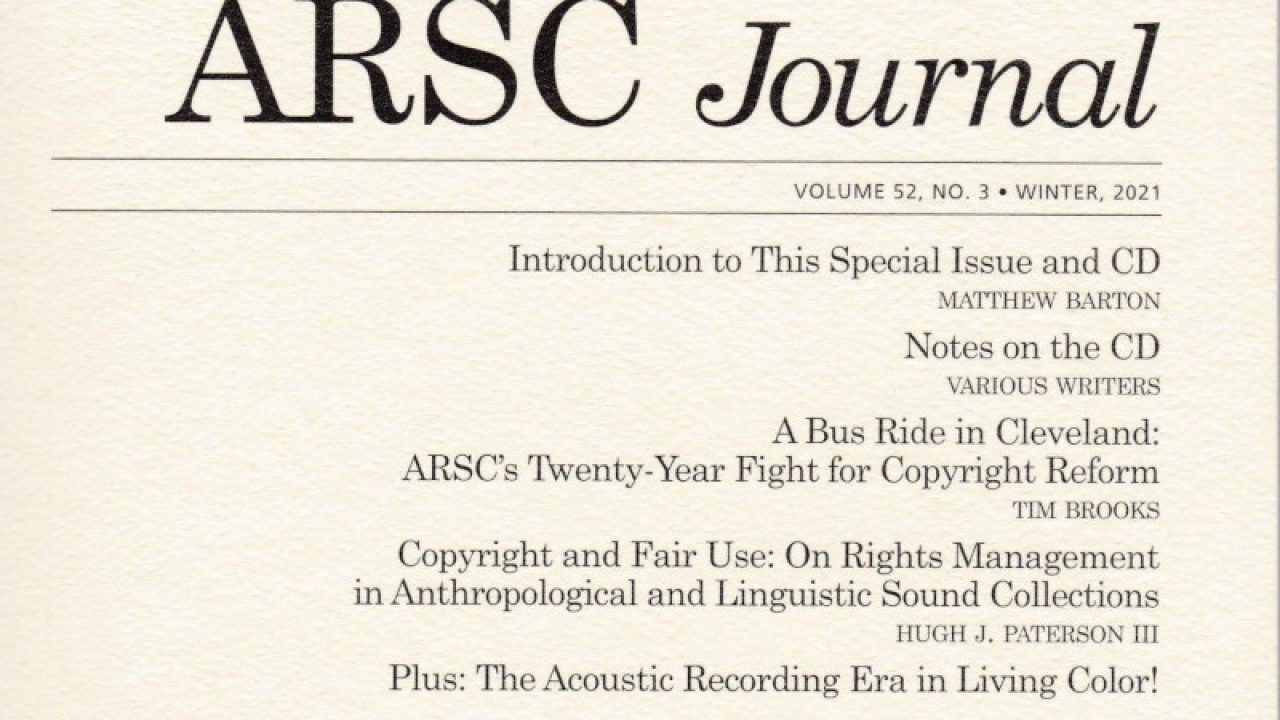 ARSC Journal
VOLUME 52, NO. 3 • WINTER, 2021
Introduction to This Special Issue and CD
MATTHEW BARTON
Notes on the CD
VARIOUS WRITERS
A Bus Ride in Cleveland:
ARSC's Twenty-Year Fight for Copyright Reform
TIM BROOKS
Copyright and Fair Use: On Rights Management
in Anthropological and Linguistic Sound Collections
HUGH J. PATERSON III
Plus: The Acoustic Recording Era in Living Color!